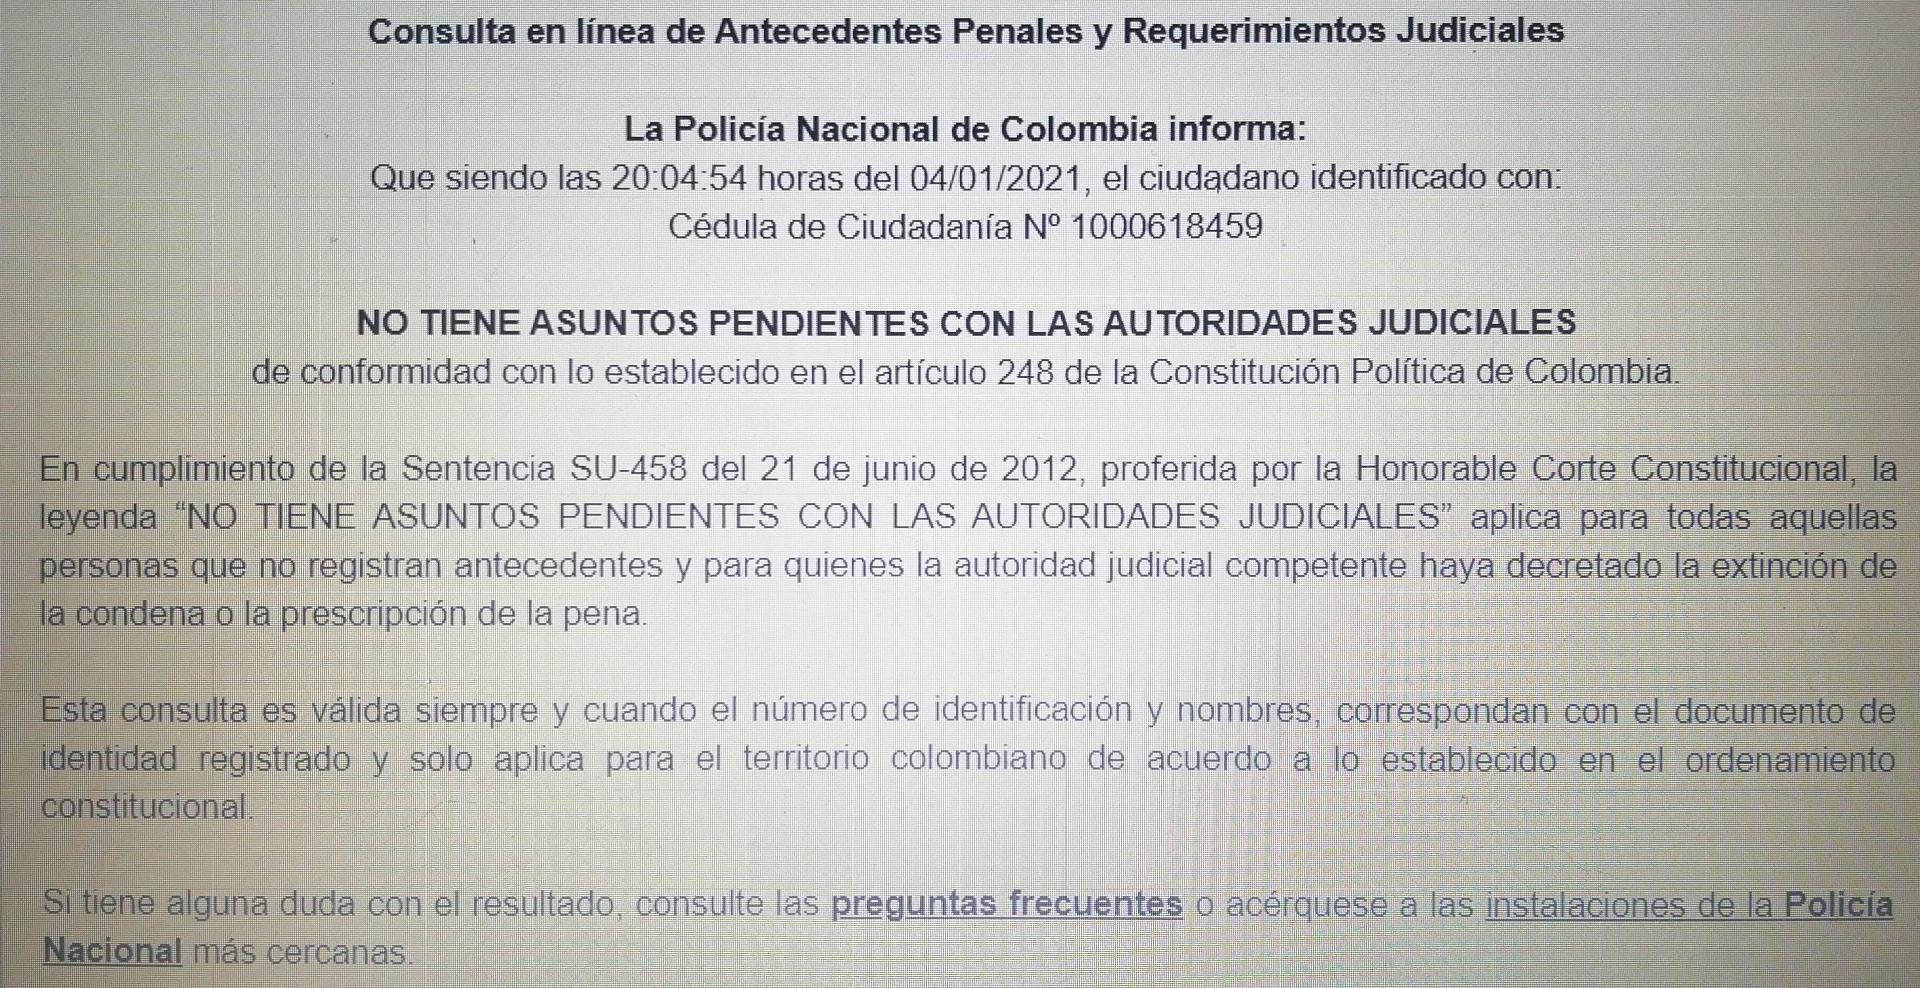 Consulta en línea de Antecedentes Penales y Requerimientos Judiciales
La Policía Nacional de Colombia informa:
Que siendo las 20:04:54 horas del 04/01/2021, el ciudadano identificado con:
Cédula de Ciudadanía Nº 1000618459
NO TIENE ASUNTOS PENDIENTES CON LAS AUTORIDADES JUDICIALES
de conformidad con lo establecido en el artículo 248 de la Constitución Política de Colombia.
En cumplimiento de la Sentencia SU-458 del 21 de junio de 2012, proferida por la Honorable Corte Constitucional, la
leyenda “NO TIENE ASUNTOS PENDIENTES CON LAS AUTORIDADES JUDICIALES” aplica para todas aquellas
personas que no registran antecedentes y para quienes la autoridad judicial competente haya decretado la extinción de
la condena o la prescripción de la pena.
Esta consulta es válida siempre y cuando el número de identificación y nombres, correspondan con el documento de
identidad registrado y solo aplica para el territorio colombiano de acuerdo a lo establecido en el ordenamiento
constitucional.
Si tiene alguna duda con el resultado, consulte las preguntas frecuentes o acérquese a las instalaciones de la Policía
Nacional más cercanas.